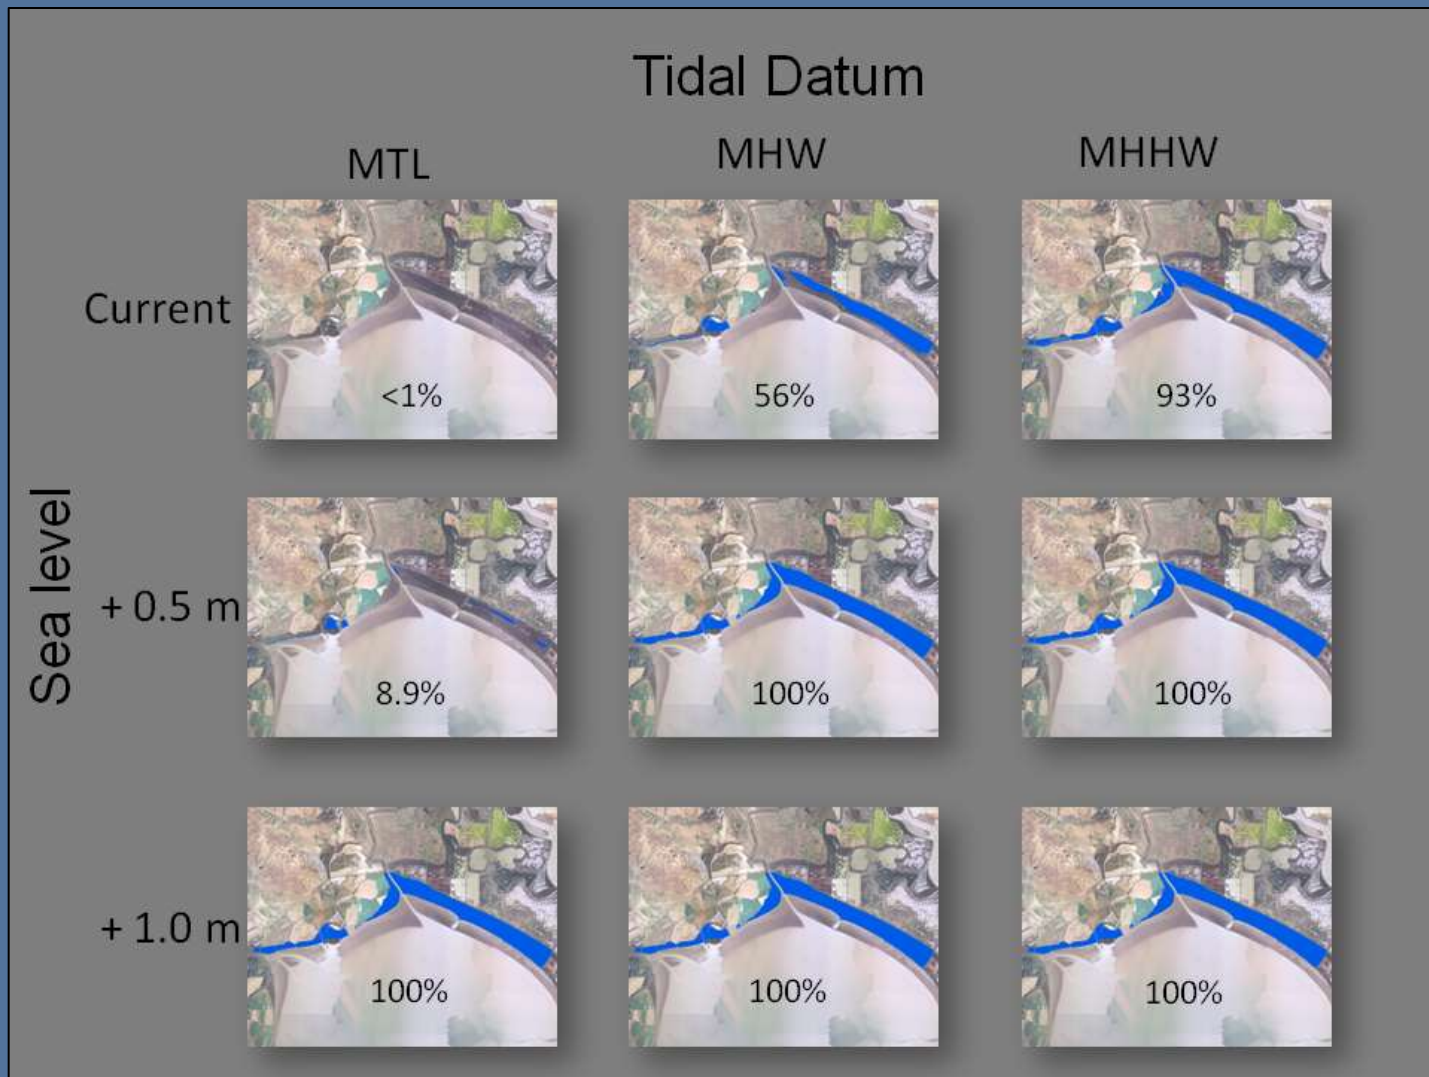 Tidal Datum
MTL
MHW
MHHW
Current
<1%
56%
93%
Sea level
+ 0.5 m
8.9%
100%
100%
+ 1.0 m
100%
100%
100%